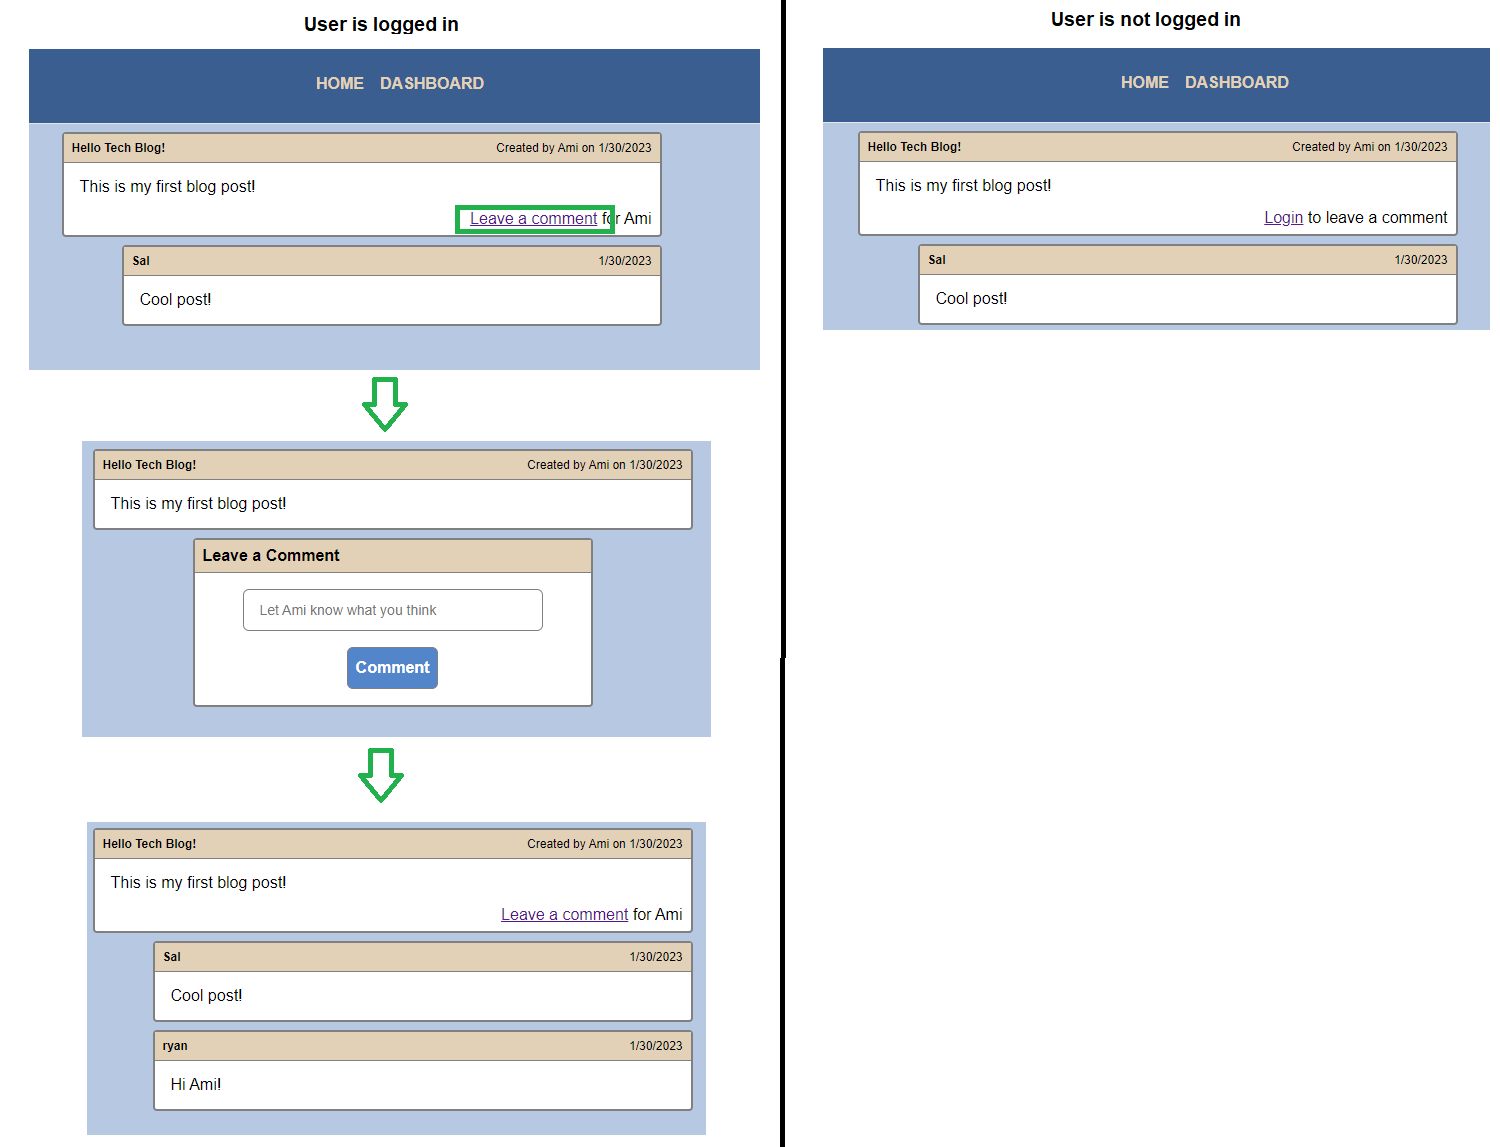 User is logged in
HOME DASHBOARD
Hello Tech Blog! Created by Ami on 1/30/2023
This is my first blog post!
Leave a comment for Ami
Sal 1/30/2023
Cool post!
Hello Tech Blog! Created by Ami on 1/30/2023
This is my first blog post!
Leave a Comment
Let Ami know what you think
Comment
Hello Tech Blog! Created by Ami on 1/30/2023
This is my first blog post!
Leave a comment for Ami
Sal 1/30/2023
Cool post!
ryan 1/30/2023
Hi Ami!
User is not logged in
HOME DASHBOARD
Hello Tech Blog! Created by Ami on 1/30/2023
This is my first blog post!
Login to leave a comment
Sal 1/30/2023
Cool post!